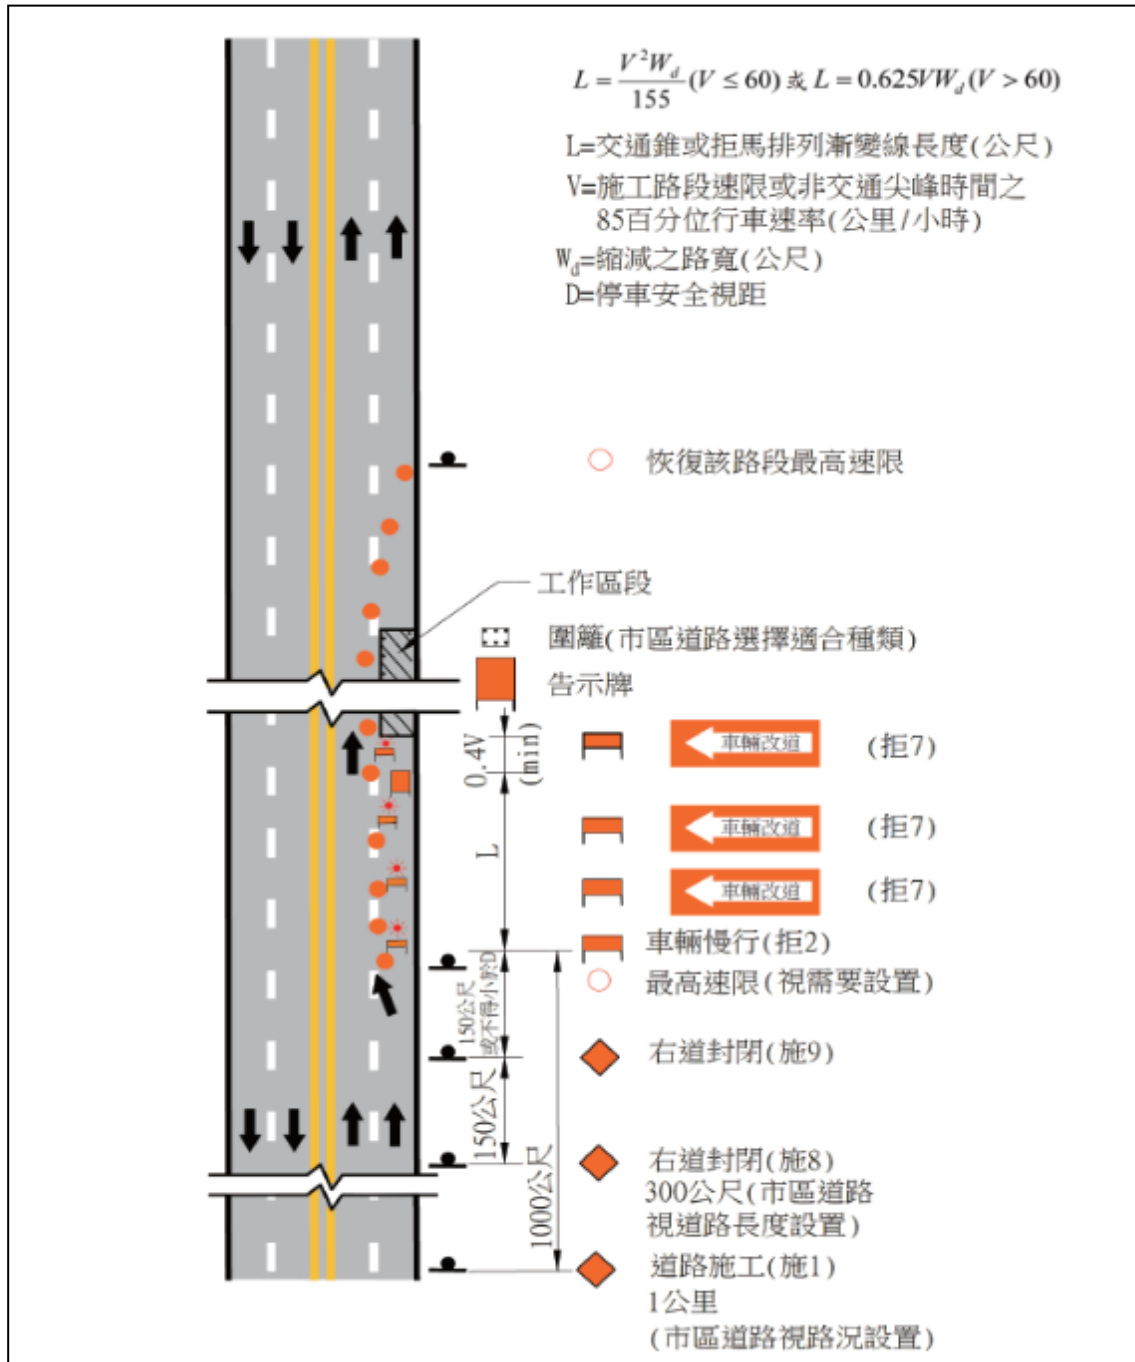 L = V²W_d/155 (V ≤ 60) 或 L = 0.625VW_d (V > 60)
L=交通錐或拒馬排列漸變線長度(公尺)
V=施工路段速限或非交通尖峰時間之
85百分位行車速率(公里/小時)
W_d=縮減之路寬(公尺)
D=停車安全視距
恢復該路段最高速限
工作區段
圍籬(市區道路選擇適合種類)
告示牌
0.4V
(min)
車輛改道
(拒7)
L
車輛改道
(拒7)
車輛改道
(拒7)
車輛慢行(拒2)
150公尺
或不得小於D
最高速限(視需要設置)
右道封閉(施9)
150公尺
1000公尺
右道封閉(施8)
300公尺(市區道路
視道路長度設置)
道路施工(施1)
1公里
(市區道路視路況設置)